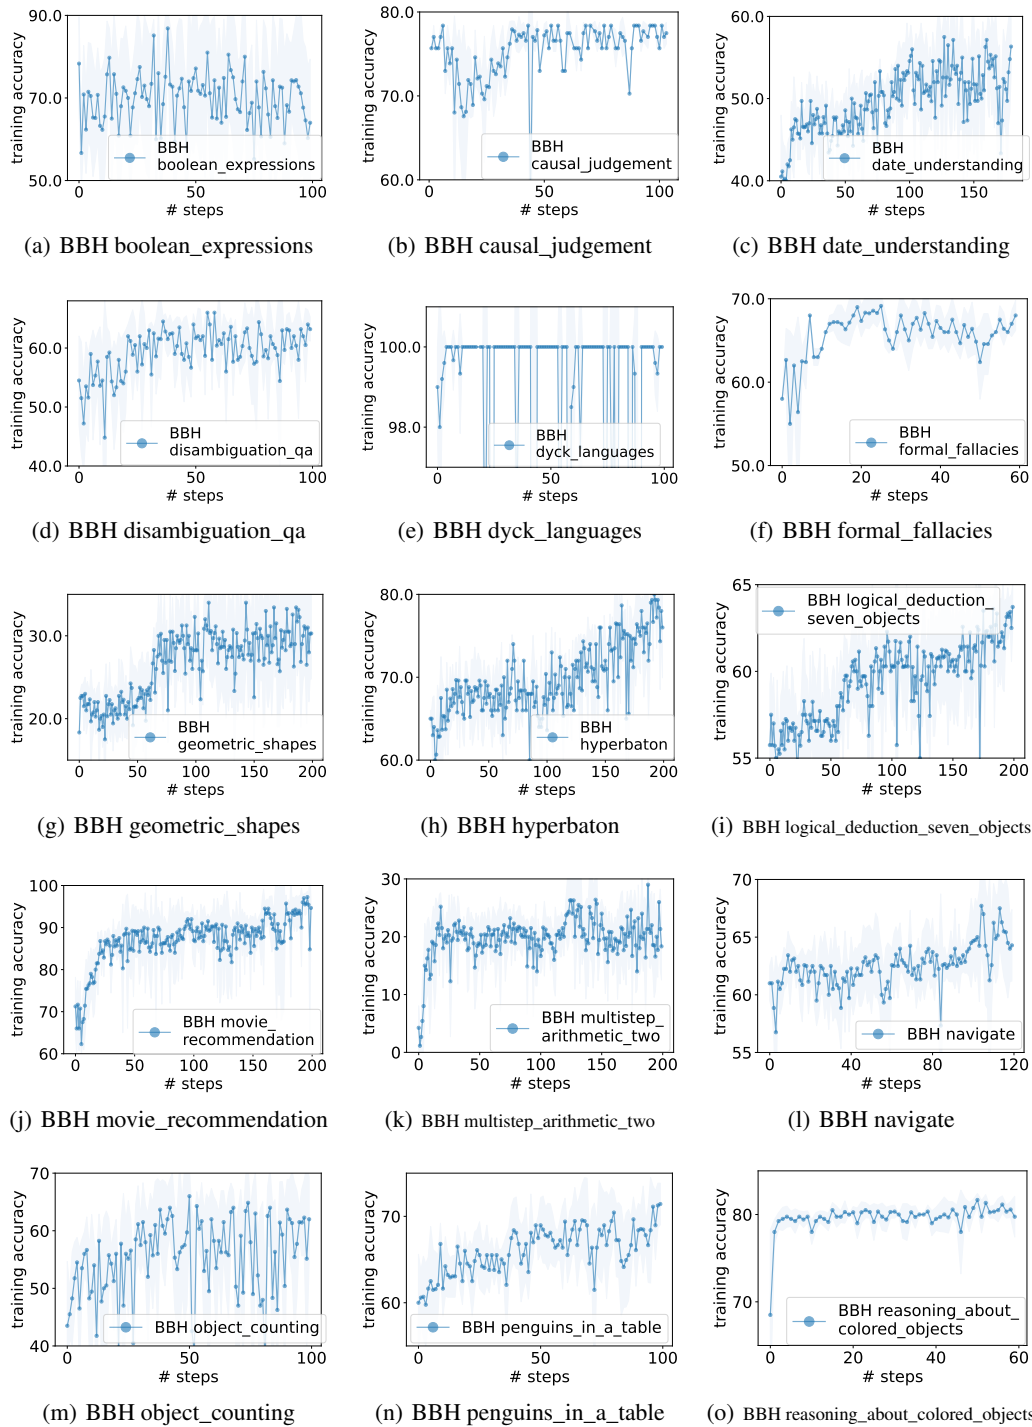 90.0
70.0
50.0
training accuracy
BBH
boolean_expressions
0
50
100
# steps
(a) BBH boolean_expressions
80.0
70.0
60.0
training accuracy
BBH
causal_judgement
0
50
100
# steps
(b) BBH causal_judgement
60.0
50.0
40.0
training accuracy
BBH
date_understanding
0
50
100
150
# steps
(c) BBH date_understanding
60.0
50.0
40.0
training accuracy
BBH
disambiguation_qa
0
50
100
# steps
(d) BBH disambiguation_qa
100.0
98.0
training accuracy
BBH
dyck_languages
0
50
100
# steps
(e) BBH dyck_languages
70.0
60.0
50.0
training accuracy
BBH
formal_fallacies
0
20
40
60
# steps
(f) BBH formal_fallacies
30.0
20.0
training accuracy
BBH
geometric_shapes
0
50
100
150
200
# steps
(g) BBH geometric_shapes
80.0
70.0
60.0
training accuracy
BBH
hyperbaton
0
50
100
150
200
# steps
(h) BBH hyperbaton
65
60
55
training accuracy
BBH logical_deduction_
seven_objects
0
50
100
150
200
# steps
(i) BBH logical_deduction_seven_objects
100
90
80
70
60
training accuracy
BBH movie_
recommendation
0
50
100
150
200
# steps
(j) BBH movie_recommendation
30
20
10
0
training accuracy
BBH multistep_
arithmetic_two
0
50
100
150
200
# steps
(k) BBH multistep_arithmetic_two
70
65
60
55
training accuracy
BBH navigate
0
40
80
120
# steps
(l) BBH navigate
70
60
50
40
training accuracy
BBH object_counting
0
50
100
# steps
(m) BBH object_counting
70
60
training accuracy
BBH penguins_in_a_table
0
50
100
# steps
(n) BBH penguins_in_a_table
80
70
training accuracy
BBH reasoning_about_
colored_objects
0
20
40
60
# steps
(o) BBH reasoning_about_colored_objects